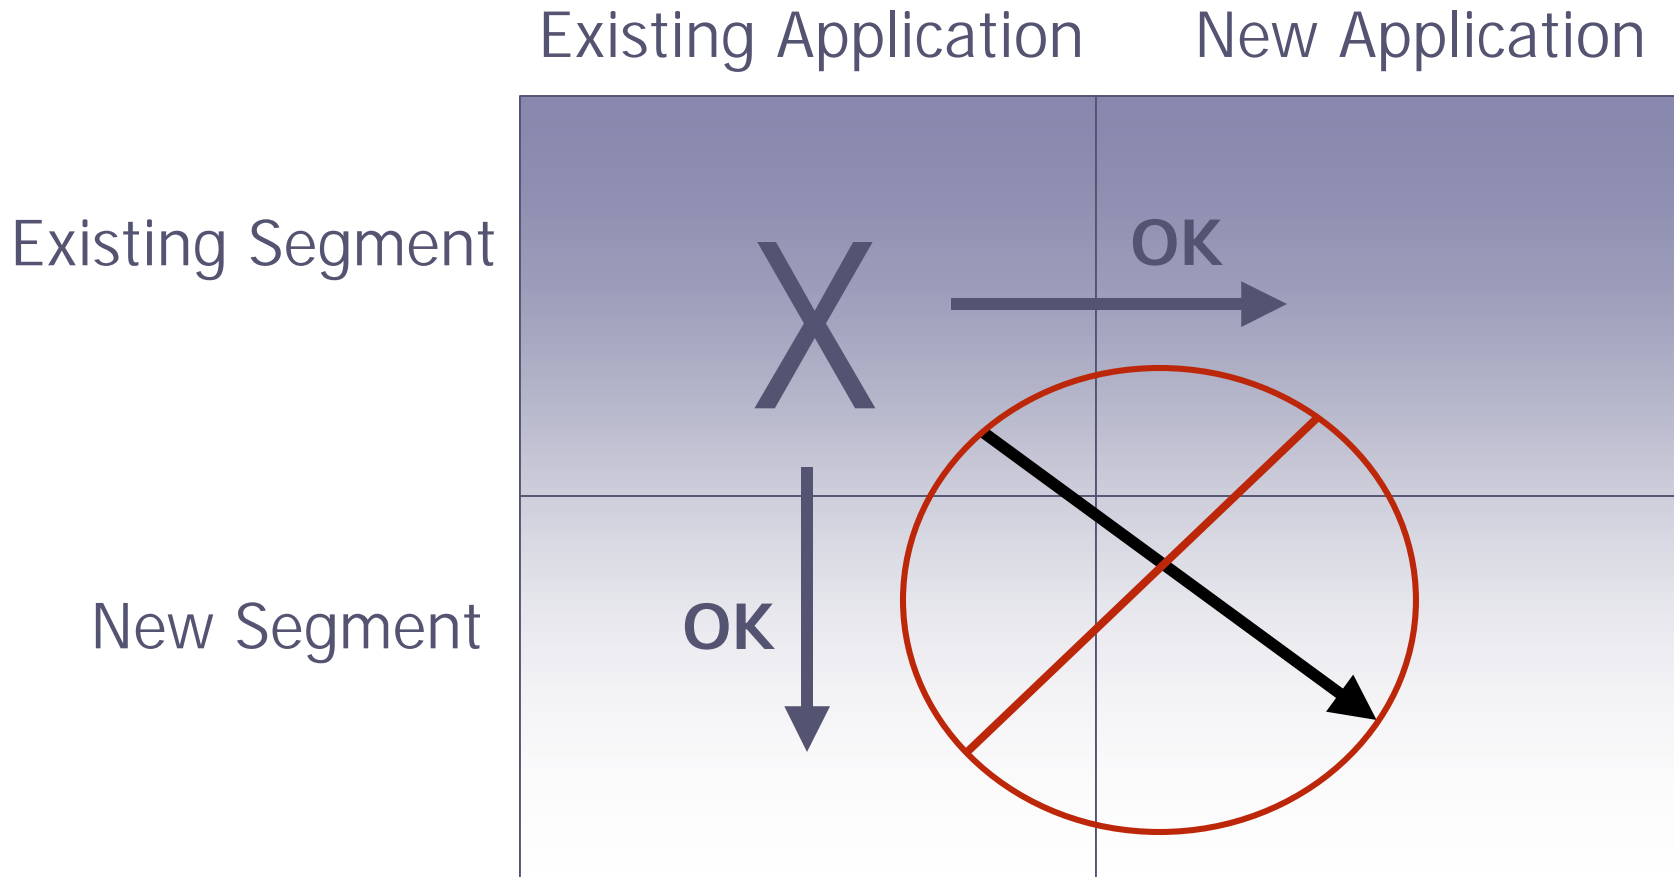 Existing Application New Application
Existing Segment
X
OK
New Segment
OK